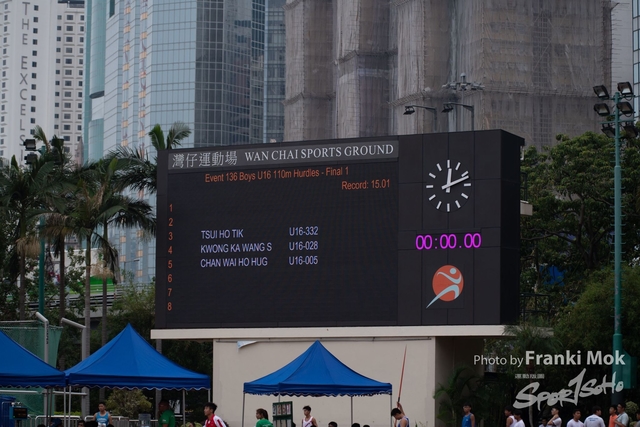 THE EXCELS
灣仔運動場 WAN CHAI SPORTS GROUND
Event 136 Boys U16 110m Hurdles - Final 1
Record: 15.01
1
2
3 TSUI HO TIK U16-332
4 KWONG KA WANG S U16-028
5 CHAN WAI HO HUG U16-005
6
7
8
00:00.00
Photo by Franki Mok
Spor1SoHo